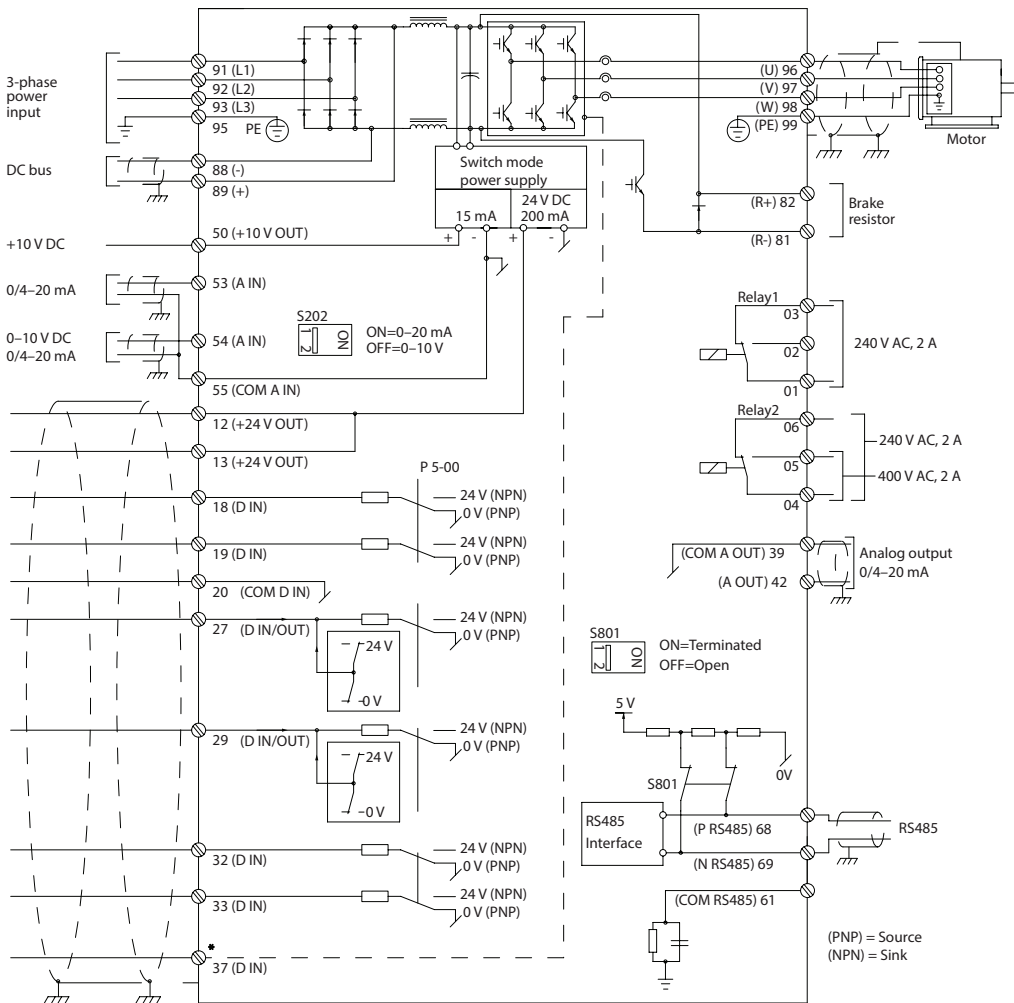 3-phase
power
input
91 (L1)
92 (L2)
93 (L3)
95
PE
DC bus
88 (-)
89 (+)
+10 V DC
50 (+10 V OUT)
0/4–20 mA
53 (A IN)
0–10 V DC
0/4–20 mA
54 (A IN)
S202
1 2
ON
ON=0–20 mA
OFF=0–10 V
55 (COM A IN)
12 (+24 V OUT)
13 (+24 V OUT)
Switch mode
power supply
15 mA
24 V DC
200 mA
+ - + -
P 5-00
18 (D IN)
24 V (NPN)
0 V (PNP)
19 (D IN)
24 V (NPN)
0 V (PNP)
20 (COM D IN)
27 (D IN/OUT)
24 V (NPN)
0 V (PNP)
24 V
0 V
29 (D IN/OUT)
24 V (NPN)
0 V (PNP)
24 V
0 V
32 (D IN)
24 V (NPN)
0 V (PNP)
33 (D IN)
24 V (NPN)
0 V (PNP)
*
37 (D IN)
(U) 96
(V) 97
(W) 98
(PE) 99
Motor
(R+) 82
(R-) 81
Brake
resistor
Relay1
03
02
01
240 V AC, 2 A
Relay2
06
05
04
240 V AC, 2 A
400 V AC, 2 A
(COM A OUT) 39
(A OUT) 42
Analog output
0/4–20 mA
S801
1 2
ON
ON=Terminated
OFF=Open
5 V
0V
S801
RS485
Interface
(P RS485) 68
(N RS485) 69
RS485
(COM RS485) 61
(PNP) = Source
(NPN) = Sink
130BC931.10